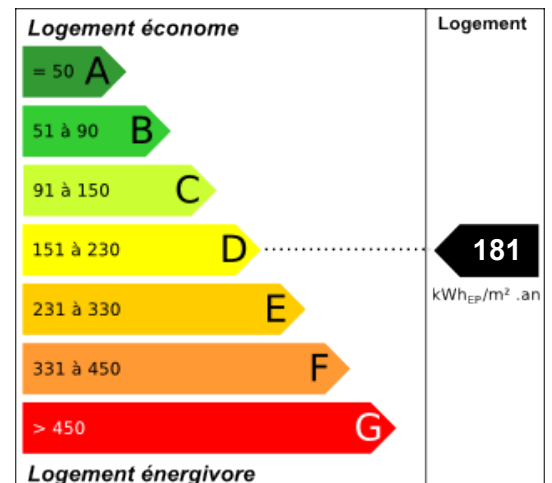 Logement économe
Logement
= 50 A
51 à 90 B
91 à 150 C
151 à 230 D
181
kWhEP/m² .an
231 à 330 E
331 à 450 F
> 450 G
Logement énergivore